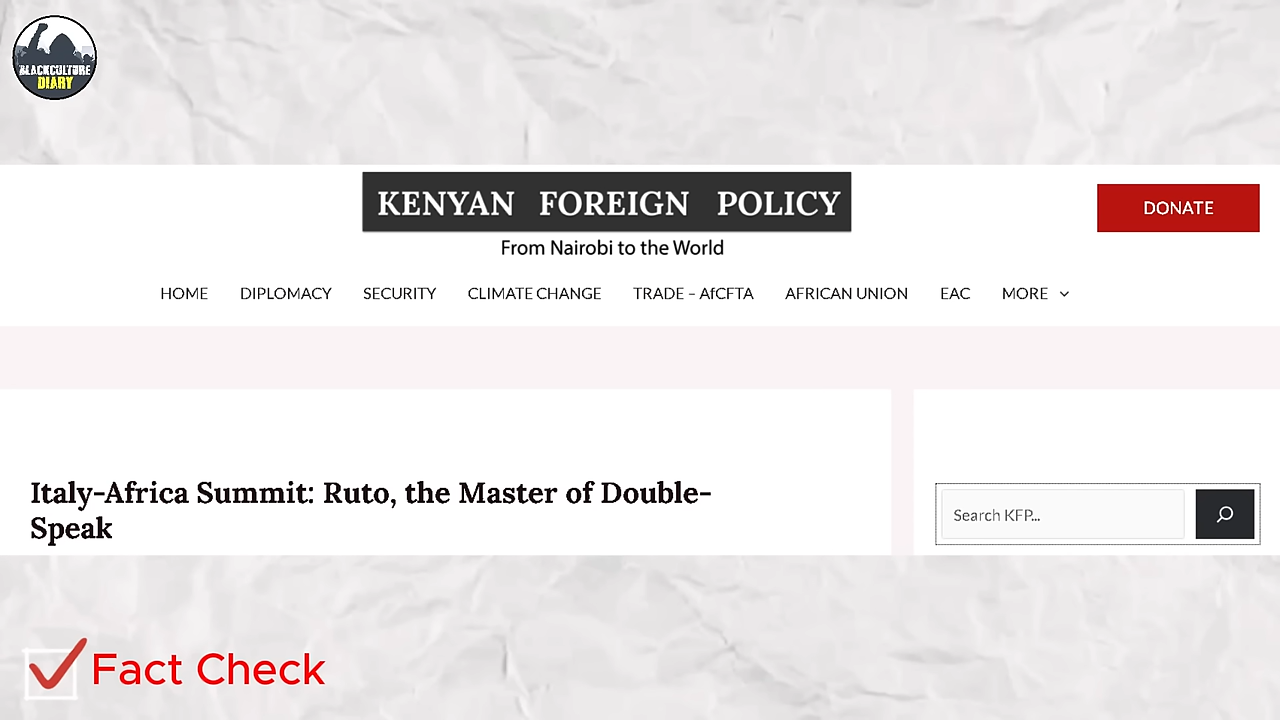 BLACKCULTURE
DIARY
KENYAN FOREIGN POLICY
From Nairobi to the World
DONATE
HOME DIPLOMACY SECURITY CLIMATE CHANGE TRADE – AfCFTA AFRICAN UNION EAC MORE
Italy-Africa Summit: Ruto, the Master of Double-
Speak
Search KFP...
Fact Check